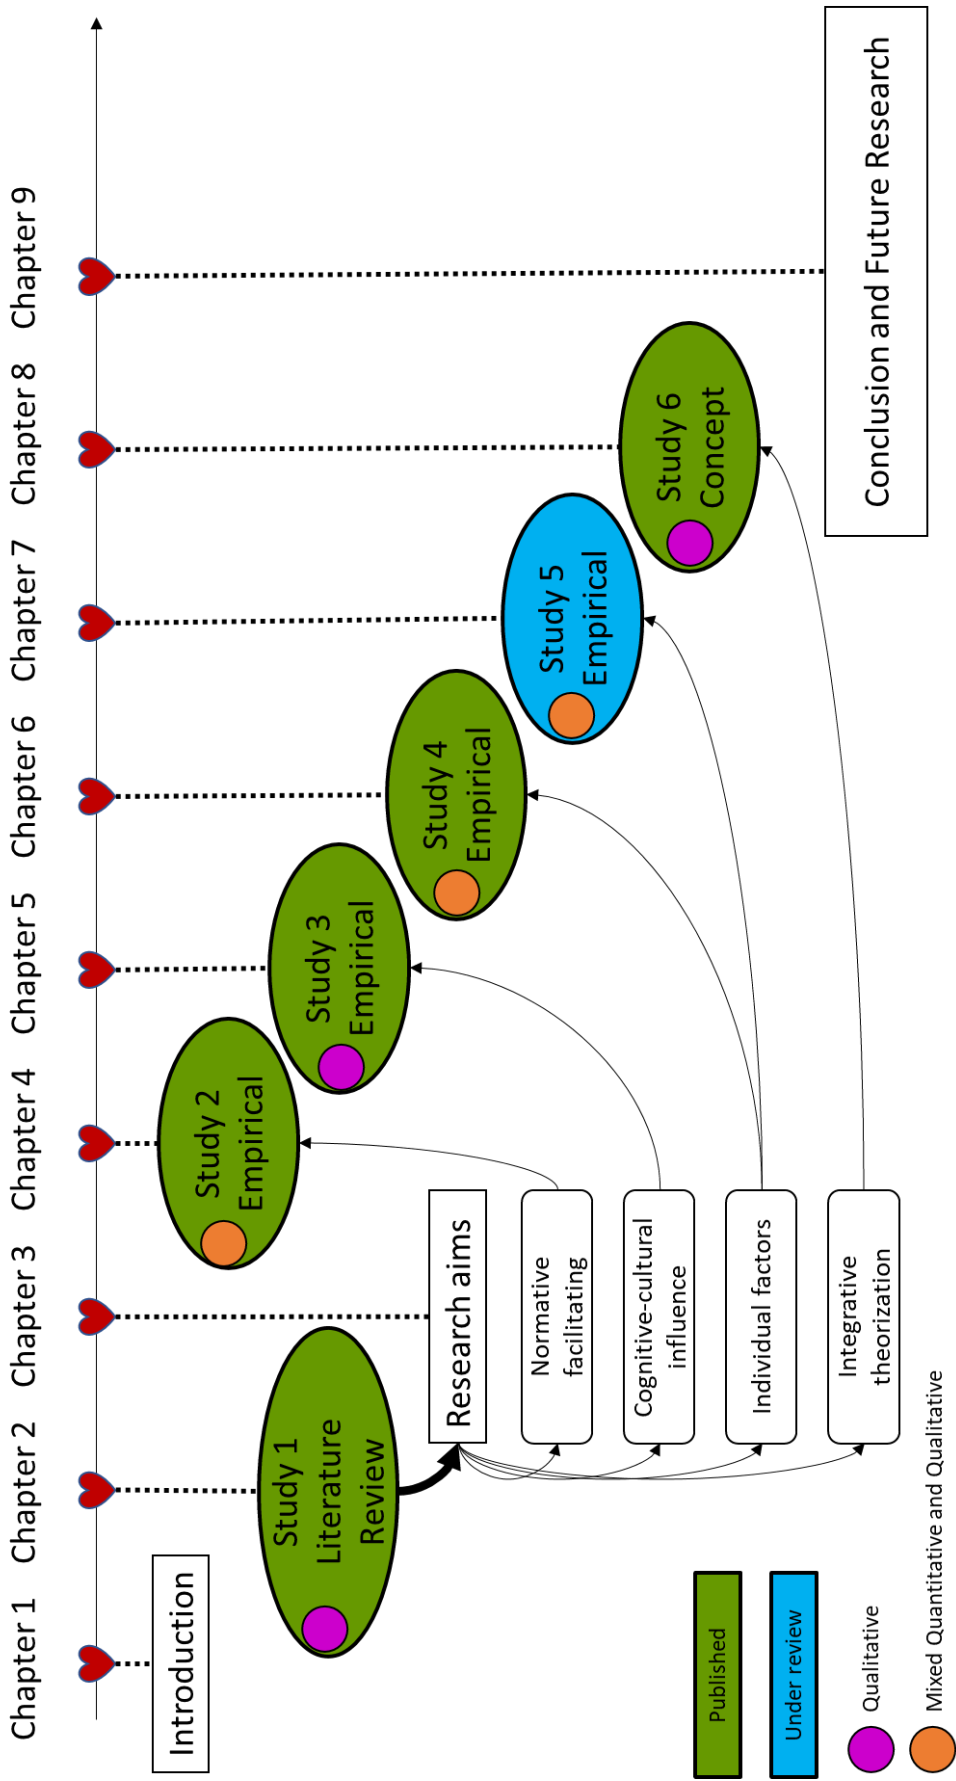 Chapter 1
Chapter 2
Chapter 3
Chapter 4
Chapter 5
Chapter 6
Chapter 7
Chapter 8
Chapter 9
Introduction
Study 1
Literature
Review
Research aims
Normative
facilitating
Cognitive-cultural
influence
Individual factors
Integrative
theorization
Study 2
Empirical
Study 3
Empirical
Study 4
Empirical
Study 5
Empirical
Study 6
Concept
Conclusion and Future Research
Published
Under review
Qualitative
Mixed Quantitative and Qualitative